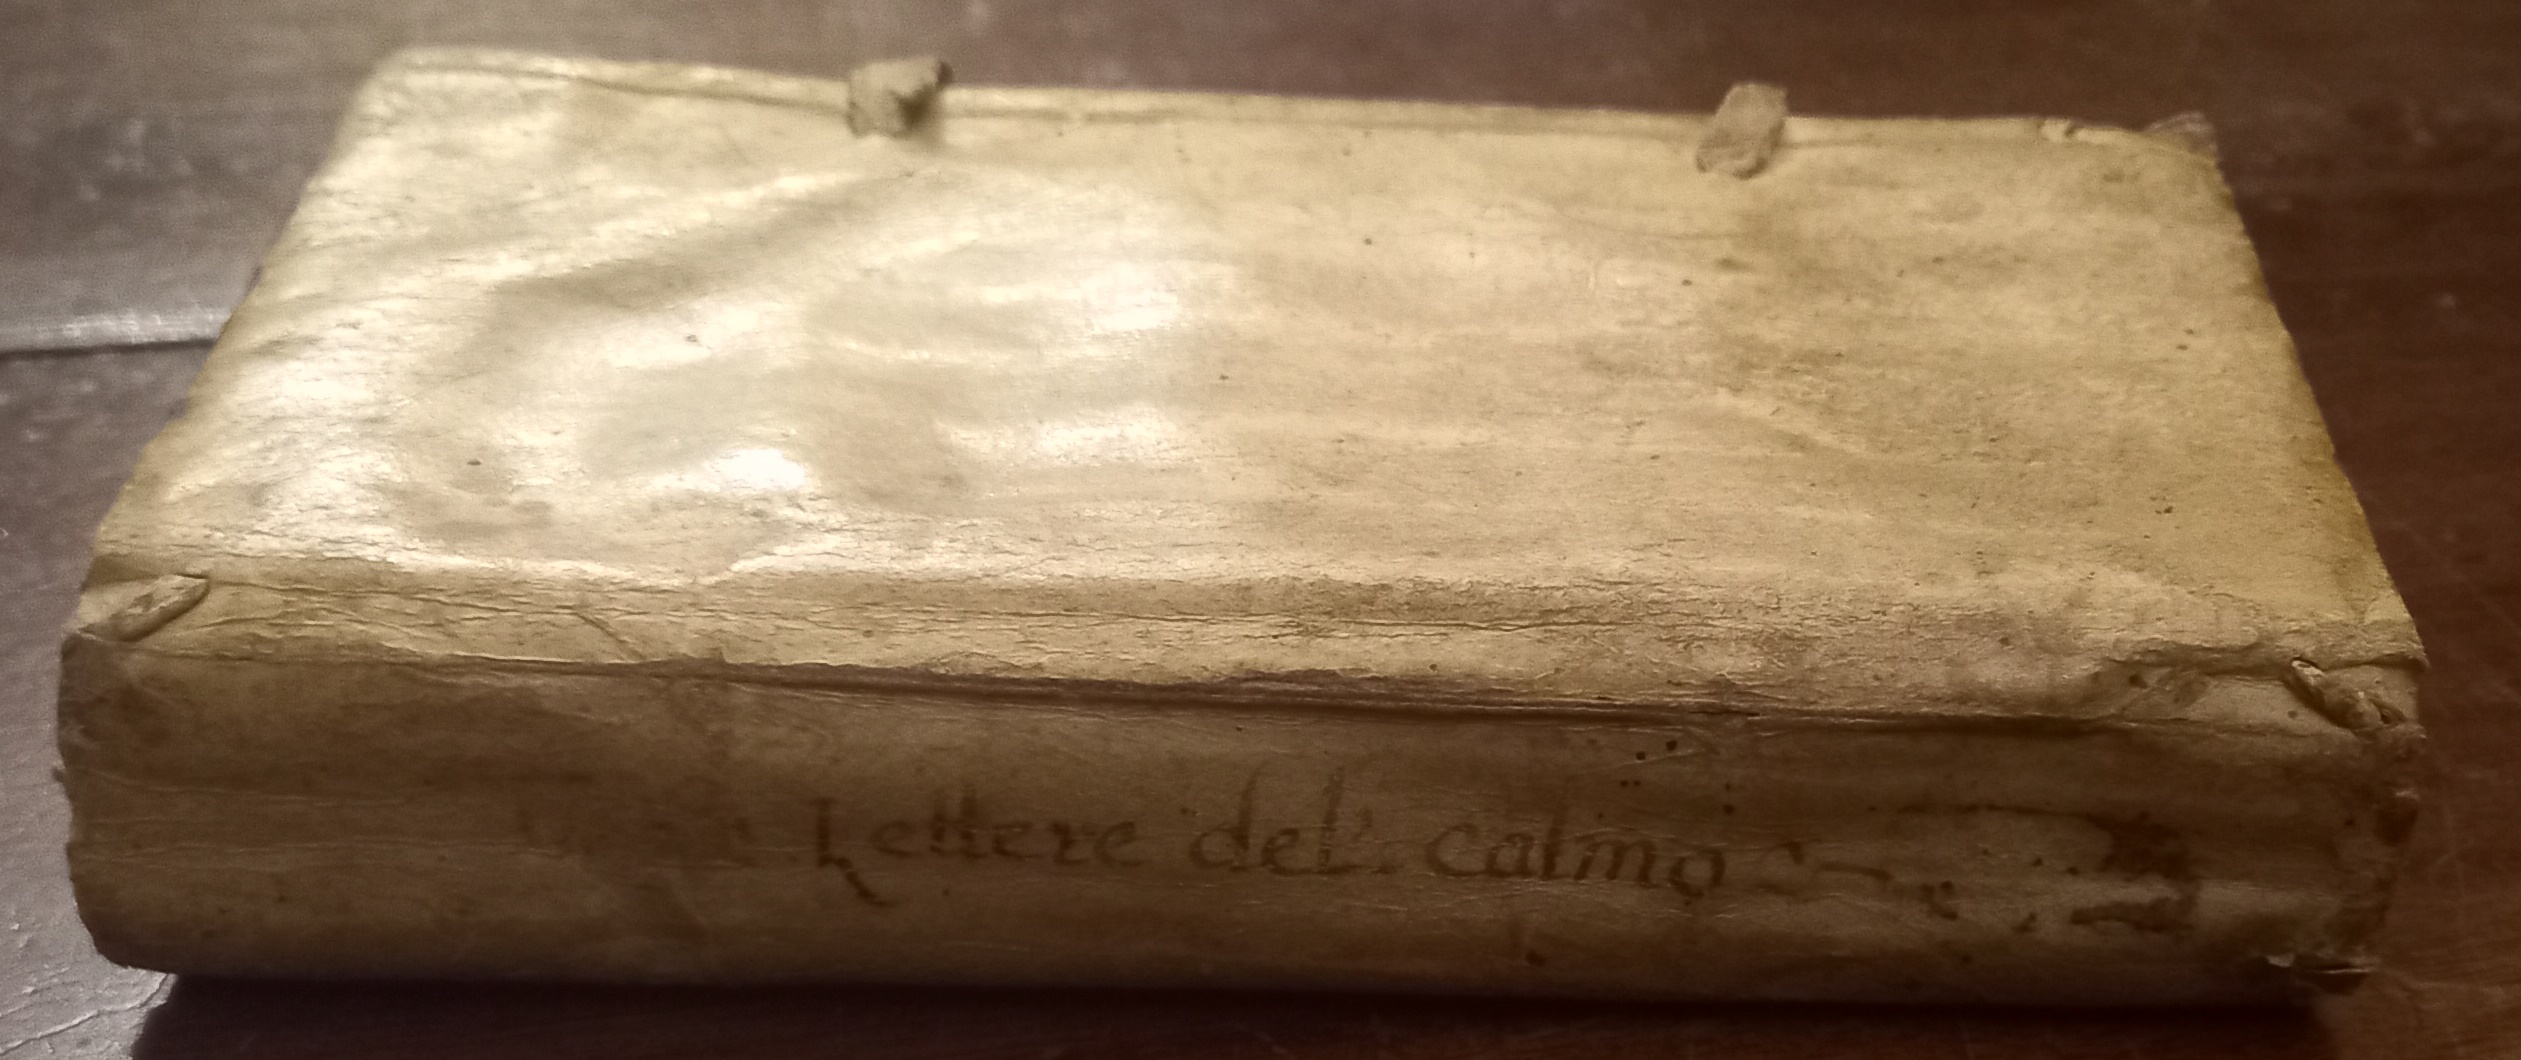 Lettere del. calmo